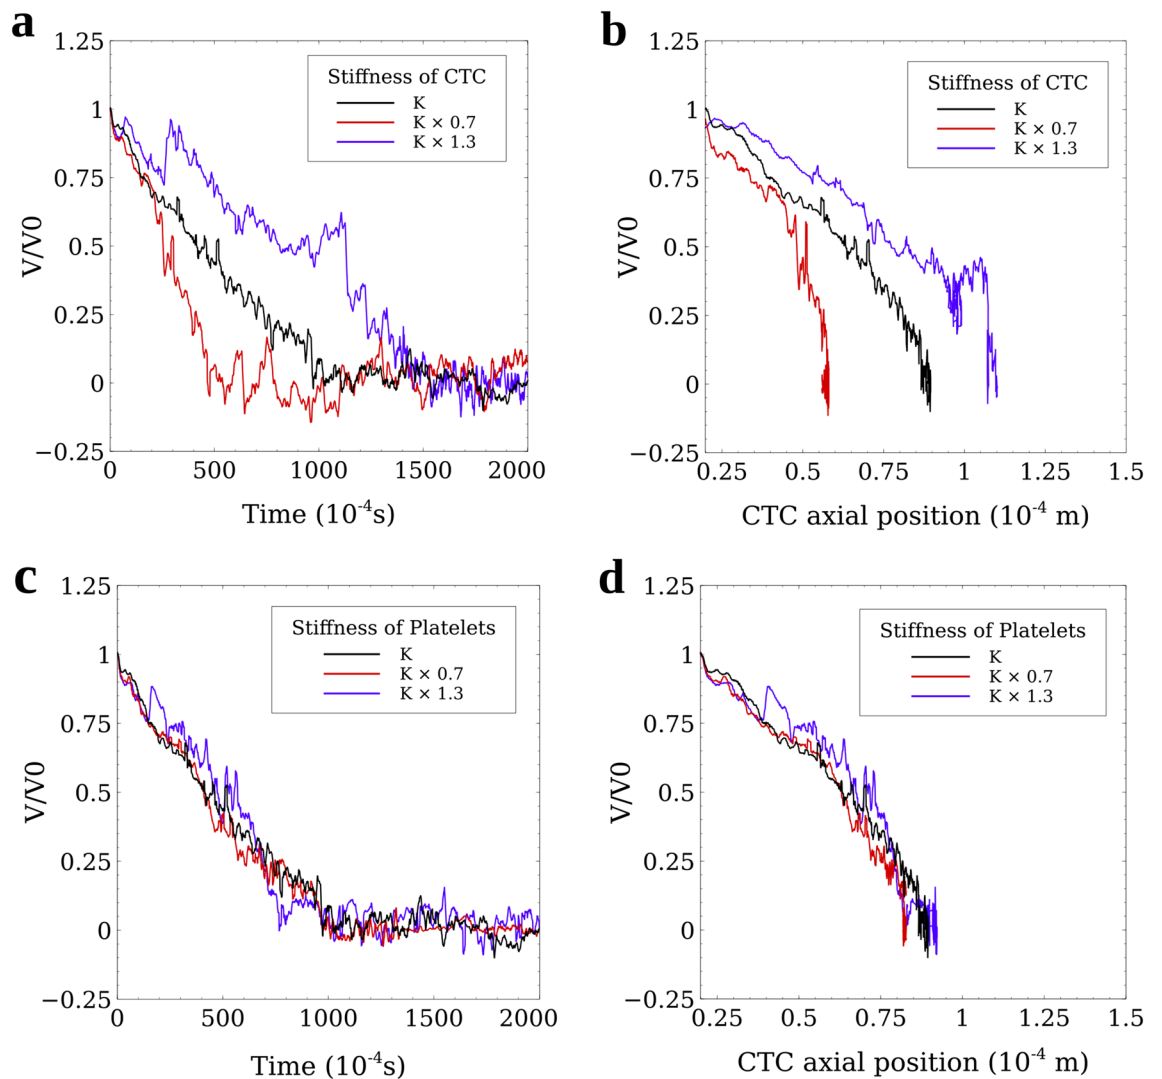 a
1.25
1
0.75
0.5
0.25
0
−0.25
V/V0
Stiffness of CTC
K
K × 0.7
K × 1.3
0 500 1000 1500 2000
Time (10-4s)
b
1.25
1
0.75
0.5
0.25
0
−0.25
V/V0
Stiffness of CTC
K
K × 0.7
K × 1.3
0.25 0.5 0.75 1 1.25 1.5
CTC axial position (10-4 m)
c
1.25
1
0.75
0.5
0.25
0
−0.25
V/V0
Stiffness of Platelets
K
K × 0.7
K × 1.3
0 500 1000 1500 2000
Time (10-4s)
d
1.25
1
0.75
0.5
0.25
0
−0.25
V/V0
Stiffness of Platelets
K
K × 0.7
K × 1.3
0.25 0.5 0.75 1 1.25 1.5
CTC axial position (10-4 m)